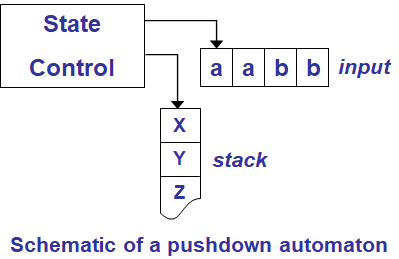 State
Control
a a b b input
X
Y stack
Z
Schematic of a pushdown automaton